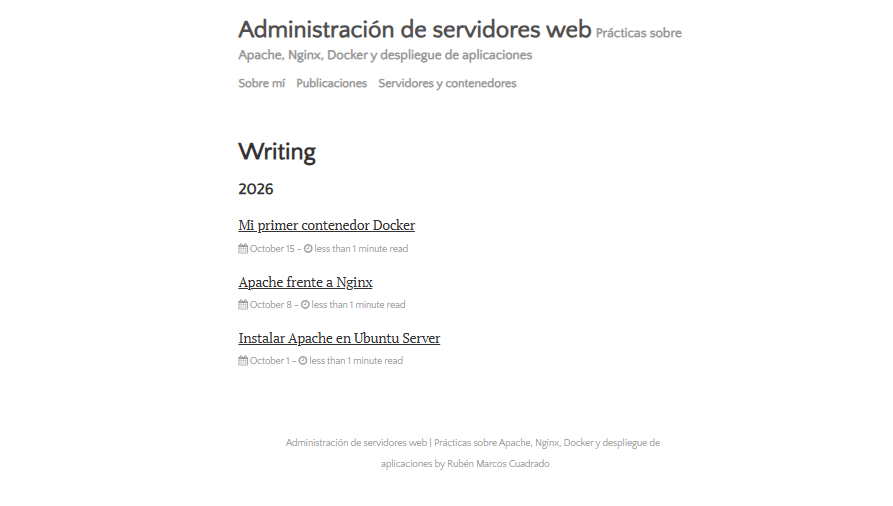 Administración de servidores web Prácticas sobre
Apache, Nginx, Docker y despliegue de aplicaciones
Sobre mí Publicaciones Servidores y contenedores
Writing
2026
Mi primer contenedor Docker
October 15 - less than 1 minute read
Apache frente a Nginx
October 8 - less than 1 minute read
Instalar Apache en Ubuntu Server
October 1 - less than 1 minute read
Administración de servidores web | Prácticas sobre Apache, Nginx, Docker y despliegue de
aplicaciones by Rubén Marcos Cuadrado